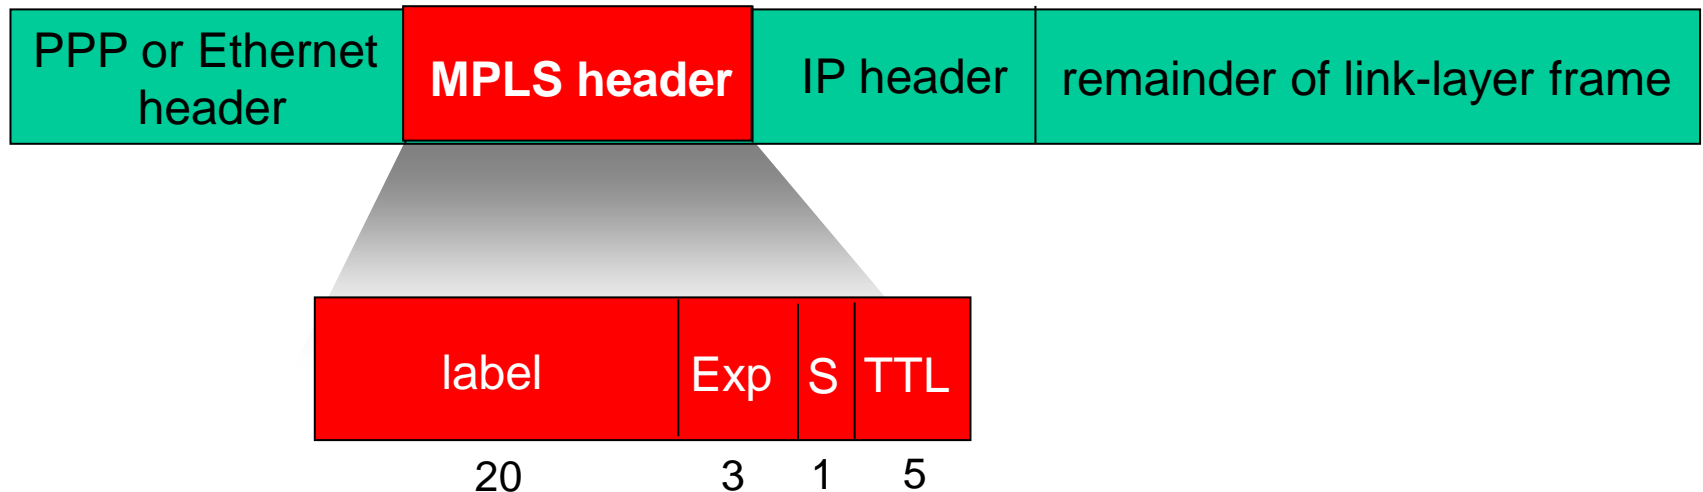 PPP or Ethernet
header
MPLS header
IP header
remainder of link-layer frame
label
Exp
S
TTL
20
3
1
5